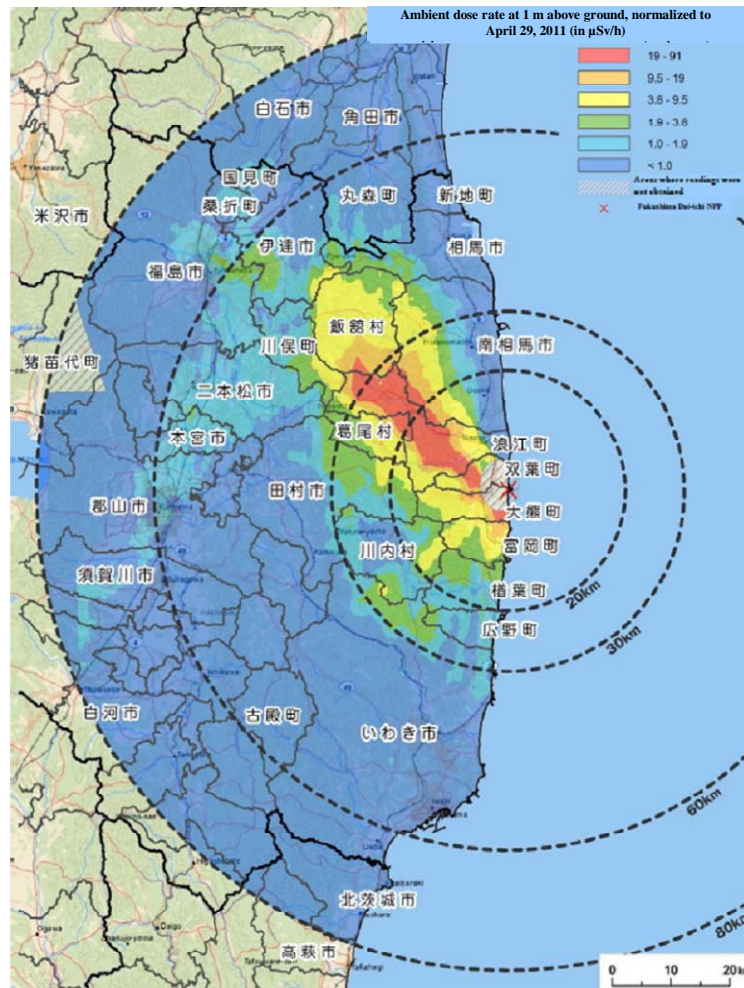 Ambient dose rate at 1 m above ground, normalized to
April 29, 2011 (in µSv/h)
19 - 91
9.5 - 19
3.8 - 9.5
1.9 - 3.8
1.0 - 1.9
< 1.0
Areas where readings were
not obtained
Fukushima Dai-ichi NPP
白石市
角田市
国見町
丸森町
新地町
桑折町
米沢市
伊達市
相馬市
福島市
飯舘村
川俣町
南相馬市
猪苗代町
二本松市
葛尾村
本宮市
浪江町
双葉町
田村市
郡山市
大熊町
川内村
富岡町
須賀川市
楢葉町
20km
広野町
30km
白河市
古殿町
いわき市
60km
北茨城市
80km
高萩市
Ogawa
Daigo
0 10 20k